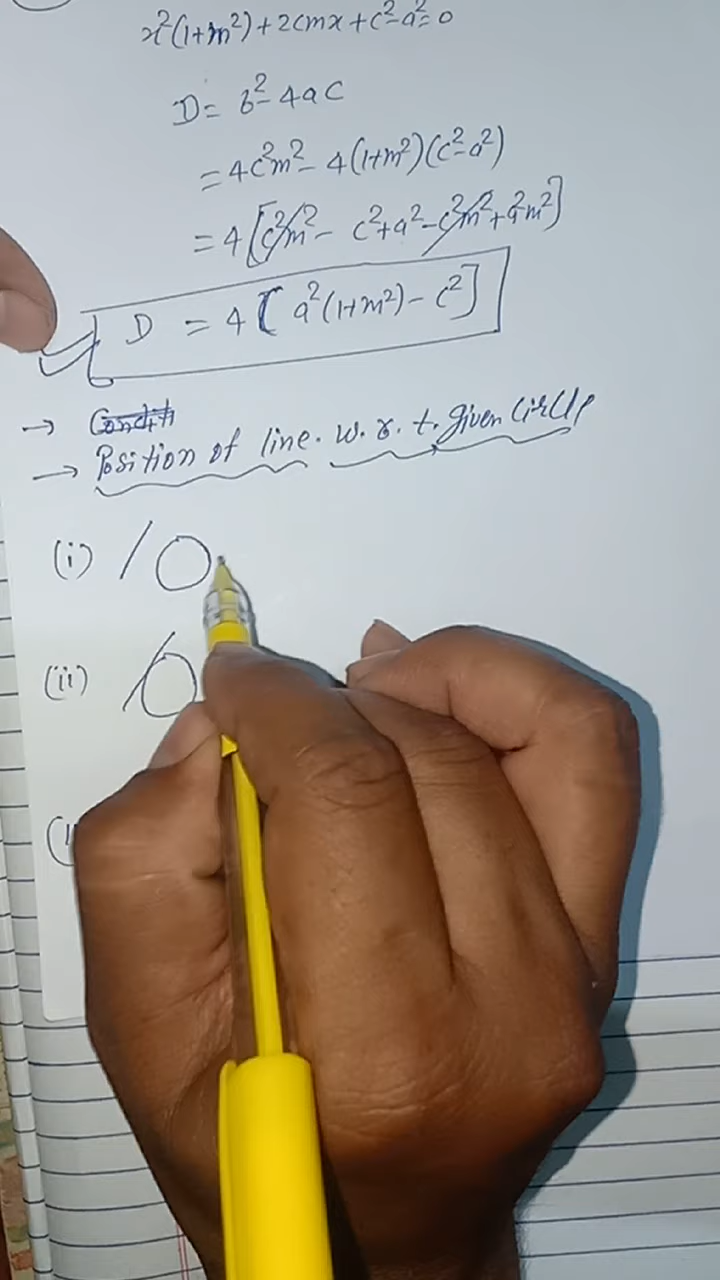 x²(1+m²)+2cmx+c²-a²=0
D= b²-4ac
=4c²m²-4(1+m²)(c²-a²)
=4[c²m²- c²+a²-c²m²+a²m²]
D = 4[a²(1+m²)-c²]
→ Condit
→ Position of line. w.r.t. given Circle
(i)
(ii)